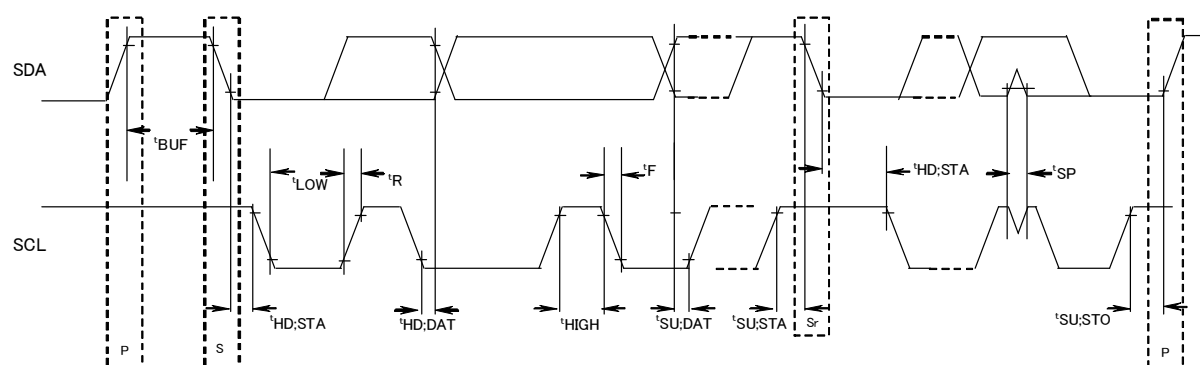 SDA
tBUF
tLOW
tR
tF
tHD;STA
tSP
SCL
tHD;STA
tHD;DAT
tHIGH
tSU;DAT
tSU;STA
Sr
tSU;STO
P
S
P